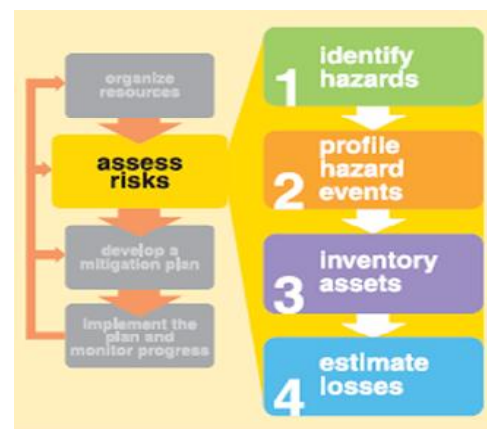 organize
resources
assess
risks
develop a
mitigation plan
implement the
plan and
monitor progress
1 identify
hazards
2 profile
hazard
events
3 inventory
assets
4 estimate
losses